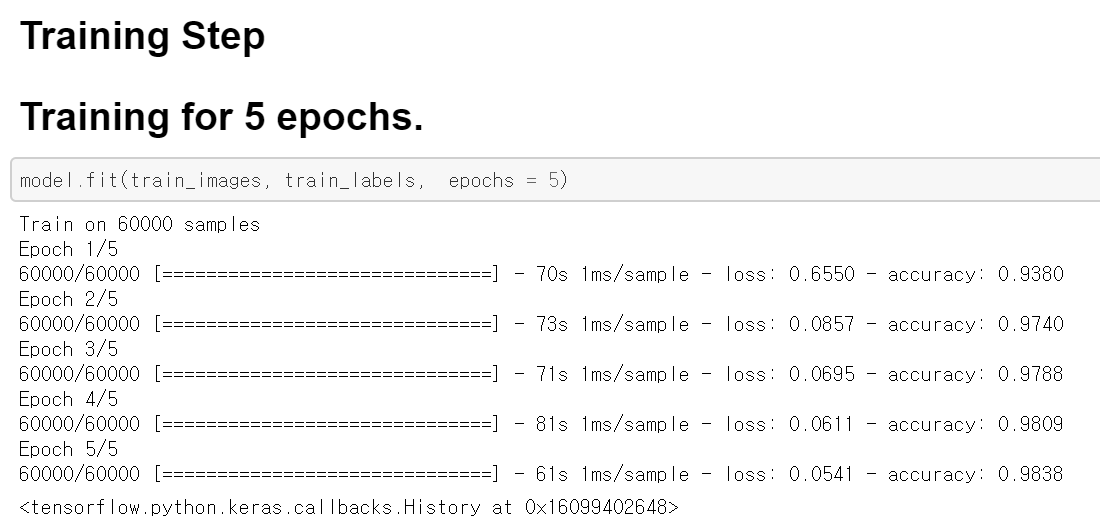 Training Step
Training for 5 epochs.
model.fit(train_images, train_labels,  epochs = 5)
Train on 60000 samples
Epoch 1/5
60000/60000 [==============================] - 70s 1ms/sample - loss: 0.6550 - accuracy: 0.9380
Epoch 2/5
60000/60000 [==============================] - 73s 1ms/sample - loss: 0.0857 - accuracy: 0.9740
Epoch 3/5
60000/60000 [==============================] - 71s 1ms/sample - loss: 0.0695 - accuracy: 0.9788
Epoch 4/5
60000/60000 [==============================] - 81s 1ms/sample - loss: 0.0611 - accuracy: 0.9809
Epoch 5/5
60000/60000 [==============================] - 61s 1ms/sample - loss: 0.0541 - accuracy: 0.9838
<tensorflow.python.keras.callbacks.History at 0x16099402648>